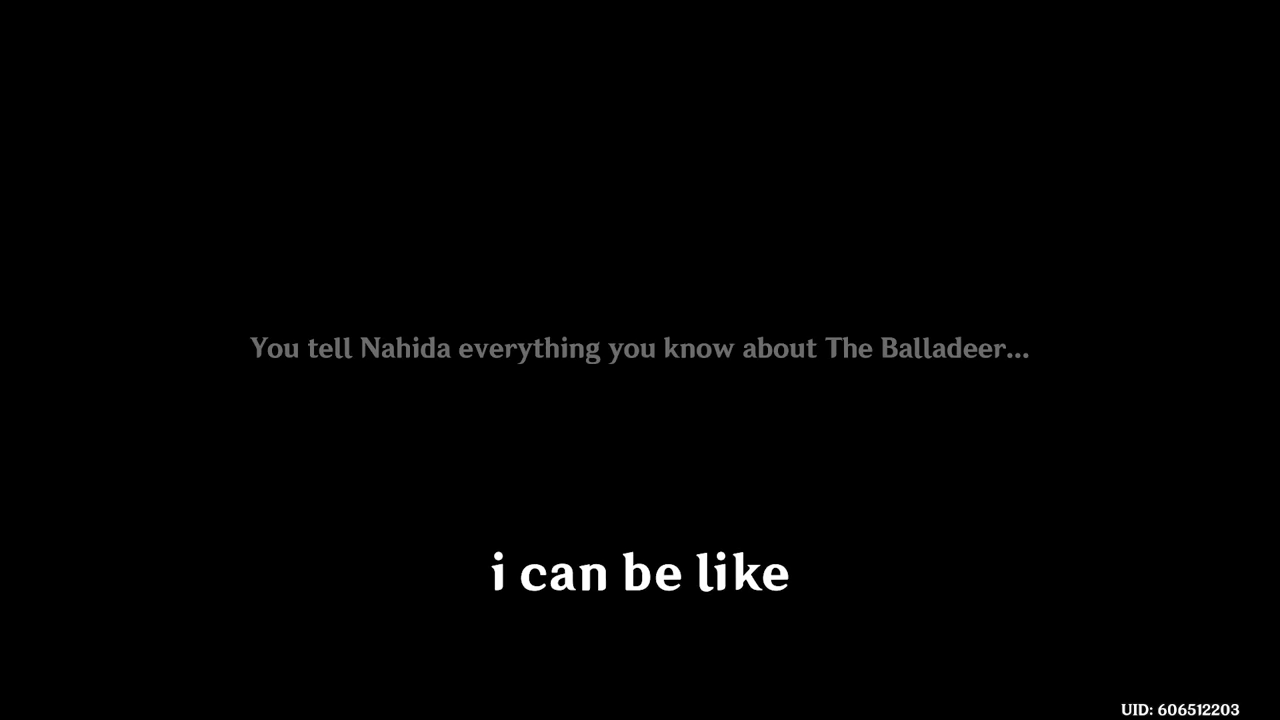 You tell Nahida everything you know about The Balladeer...
i can be like
UID: 606512203